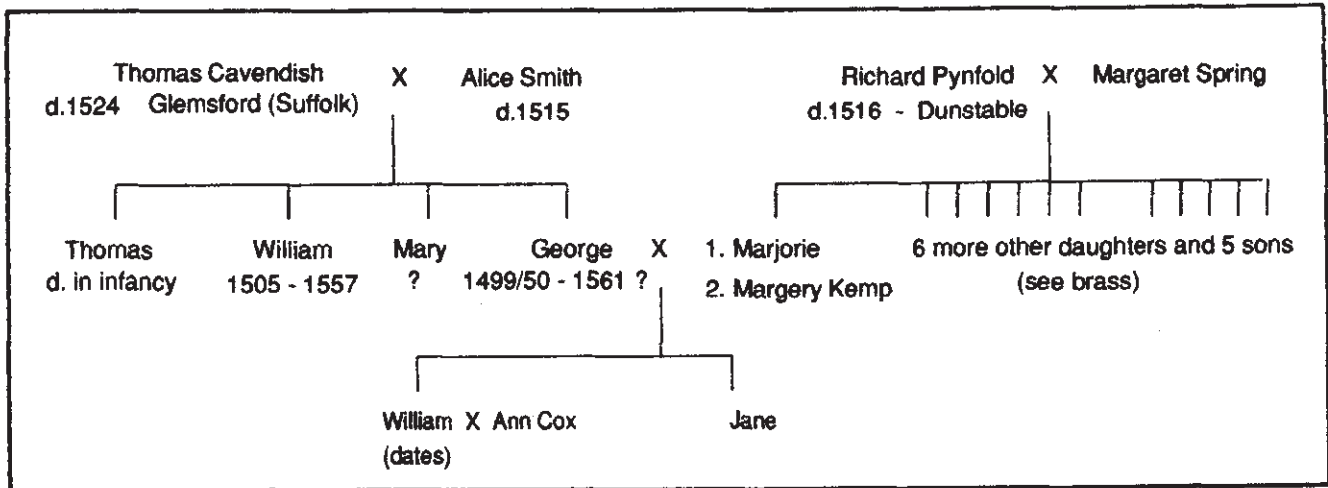 Thomas Cavendish X Alice Smith Richard Pynfold X Margaret Spring
d.1524 Glemsford (Suffolk) d.1515 d.1516 - Dunstable
Thomas William Mary George X 1. Marjorie 6 more other daughters and 5 sons
d. in infancy 1505 - 1557 ? 1499/50 - 1561 ? 2. Margery Kemp (see brass)
William X Ann Cox Jane
(dates)